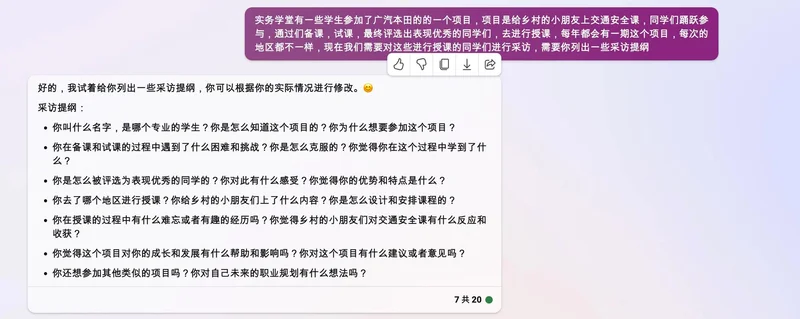 实务学堂有一些学生参加了广汽本田的的一个项目，项目是给乡村的小朋友上交通安全课，同学们踊跃参
与，通过们备课，试课，最终评选出表现优秀的同学们，去进行授课，每年都会有一期这个项目，每次的
地区都不一样，现在我们需要对这些进行授课的同学们进行采访，需要你列出一些采访提纲
好的，我试着给你列出一些采访提纲，你可以根据你的实际情况进行修改。😊
采访提纲：
• 你叫什么名字，是哪个专业的学生？你是怎么知道这个项目的？你为什么想要参加这个项目？
• 你在备课和试课的过程中遇到了什么困难和挑战？你是怎么克服的？你觉得你在这个过程中学到了什
么？
• 你是怎么被评选为表现优秀的同学的？你对此有什么感受？你觉得你的优势和特点是什么？
• 你去了哪个地区进行授课？你给乡村的小朋友们上了什么内容？你是怎么设计和安排课程的？
• 你在授课的过程中有什么难忘或者有趣的经历吗？你觉得乡村的小朋友们对交通安全课有什么反应和
收获？
• 你觉得这个项目对你的成长和发展有什么帮助和影响吗？你对这个项目有什么建议或者意见吗？
• 你还想参加其他类似的项目吗？你对自己未来的职业规划有什么想法吗？
7 共 20